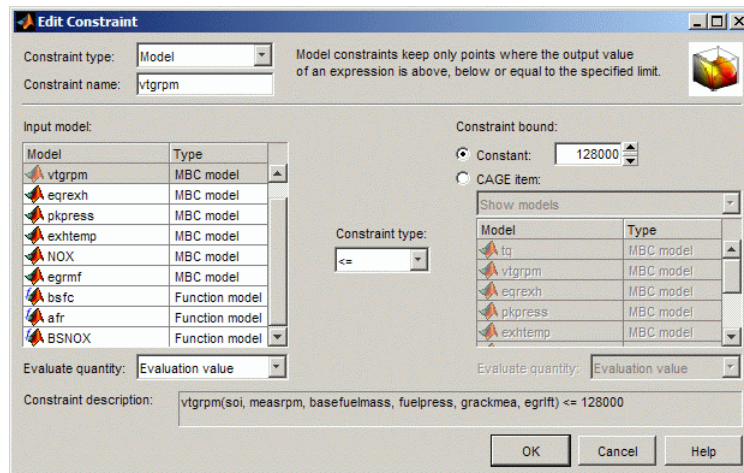 Edit Constraint
Constraint type: Model
Model constraints keep only points where the output value
of an expression is above, below or equal to the specified limit.
Constraint name: vtgrpm
Input model:
Model Type
vtgrpm MBC model
eqrexh MBC model
pkpress MBC model
exhtemp MBC model
NOX MBC model
egrmf MBC model
bsfc Function model
afr Function model
BSNOX Function model
Evaluate quantity: Evaluation value
Constraint type:
<=
Constraint bound:
Constant: 128000
CAGE item:
Show models
Model Type
tq MBC model
vtgrpm MBC model
eqrexh MBC model
pkpress MBC model
exhtemp MBC model
Evaluate quantity: Evaluation value
Constraint description: vtgrpm(soi, measrpm, basefuelmass, fuelpress, grackmea, egrlft) <= 128000
OK Cancel Help